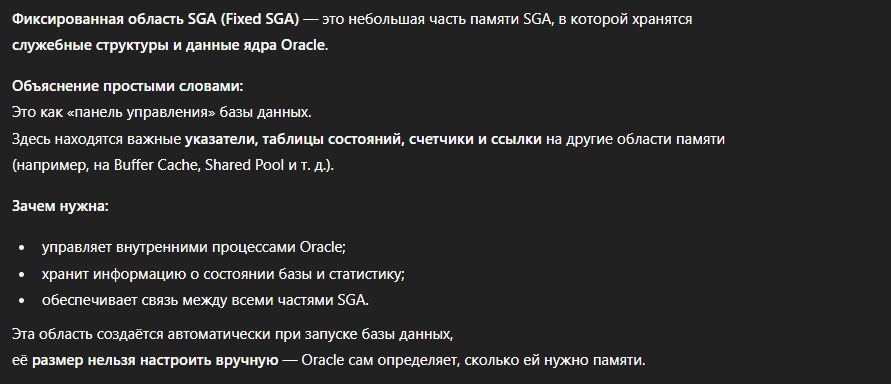 Фиксированная область SGA (Fixed SGA) — это небольшая часть памяти SGA, в которой хранятся
служебные структуры и данные ядра Oracle.
Объяснение простыми словами:
Это как «панель управления» базы данных.
Здесь находятся важные указатели, таблицы состояний, счетчики и ссылки на другие области памяти
(например, на Buffer Cache, Shared Pool и т. д.).
Зачем нужна:
• управляет внутренними процессами Oracle;
• хранит информацию о состоянии базы и статистику;
• обеспечивает связь между всеми частями SGA.
Эта область создаётся автоматически при запуске базы данных,
её размер нельзя настроить вручную — Oracle сам определяет, сколько ей нужно памяти.